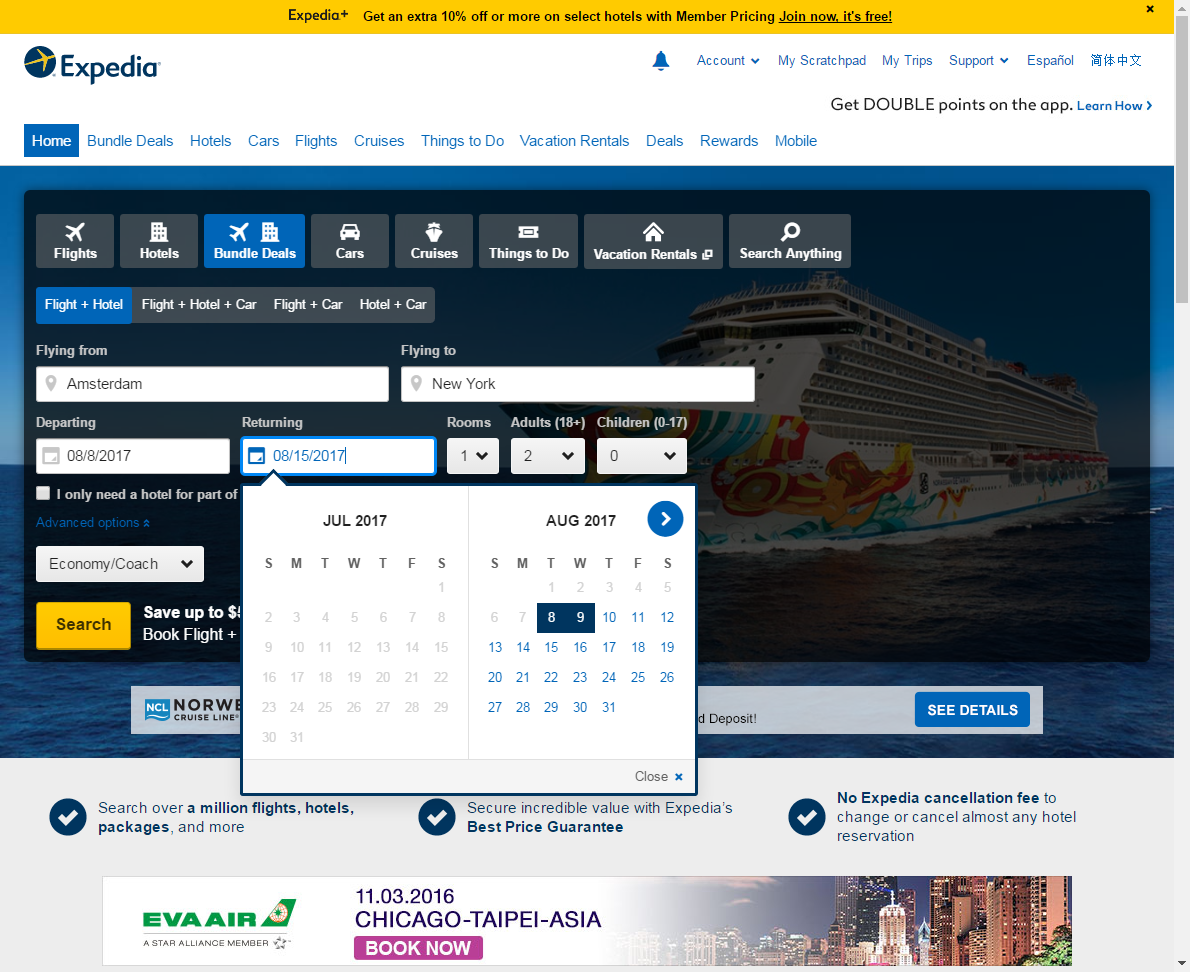 Expedia+ Get an extra 10% off or more on select hotels with Member Pricing Join now, it's free!
Expedia
Account My Scratchpad My Trips Support Español 简体中文
Get DOUBLE points on the app. Learn How
Home Bundle Deals Hotels Cars Flights Cruises Things to Do Vacation Rentals Deals Rewards Mobile
Flights Hotels Bundle Deals Cars Cruises Things to Do Vacation Rentals Search Anything
Flight + Hotel Flight + Hotel + Car Flight + Car Hotel + Car
Flying from Flying to
Amsterdam New York
Departing Returning Rooms Adults (18+) Children (0-17)
08/8/2017 08/15/2017 1 2 0
I only need a hotel for part of
Advanced options
Economy/Coach
Search
Save up to $
Book Flight +
JUL 2017
S M T W T F S
1
2 3 4 5 6 7 8
9 10 11 12 13 14 15
16 17 18 19 20 21 22
23 24 25 26 27 28 29
30 31
AUG 2017
S M T W T F S
1 2 3 4 5
6 7 8 9 10 11 12
13 14 15 16 17 18 19
20 21 22 23 24 25 26
27 28 29 30 31
Close
NCL NORWE
CRUISE LINE®
d Deposit!
SEE DETAILS
Search over a million flights, hotels,
packages, and more
Secure incredible value with Expedia's
Best Price Guarantee
No Expedia cancellation fee to
change or cancel almost any hotel
reservation
EVA AIR
A STAR ALLIANCE MEMBER
11.03.2016
CHICAGO-TAIPEI-ASIA
BOOK NOW